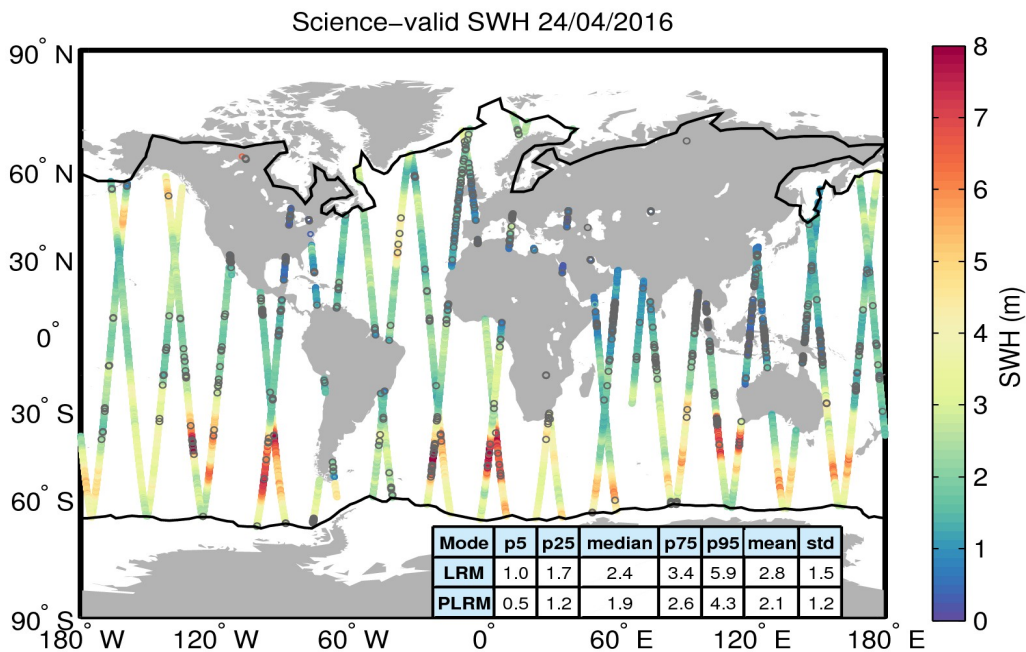 Science−valid SWH 24/04/2016
90° N
60° N
30° N
0°
30° S
60° S
90° S
180° W
120° W
60° W
0°
60° E
120° E
180° E
8
7
6
5
4
3
2
1
0
SWH (m)
Mode p5 p25 median p75 p95 mean std
LRM 1.0 1.7 2.4 3.4 5.9 2.8 1.5
PLRM 0.5 1.2 1.9 2.6 4.3 2.1 1.2